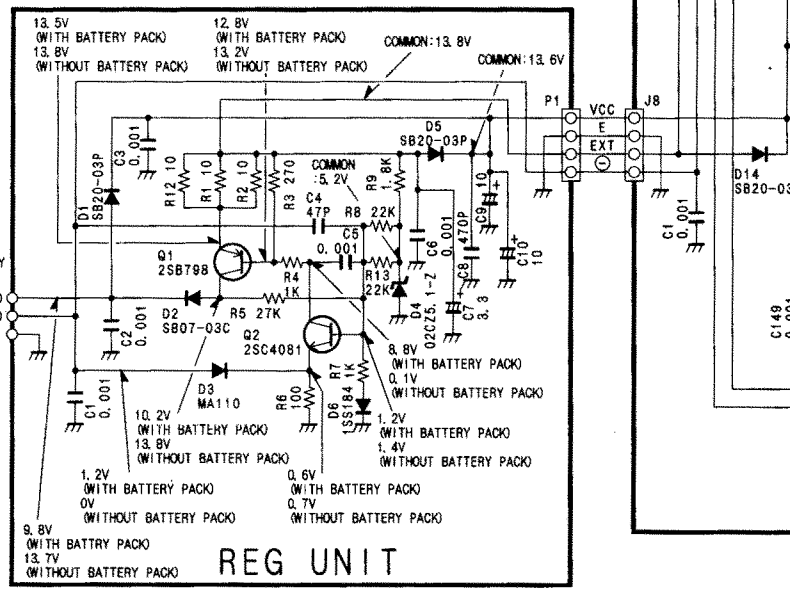 13.5V
(WITH BATTERY PACK)
13.8V
(WITHOUT BATTERY PACK)
12.8V
(WITH BATTERY PACK)
13.2V
(WITHOUT BATTERY PACK)
COMMON:13.8V
COMMON:13.6V
P1
VCC
E
EXT
⊖
J8
D5
SB20-03P
C3
0.001
D1
SB20-03P
R12 10
R1 10
R2 10
R3 270
COMMON
:5.2V
R9
1.8K
C4
47P
R8
22K
C5
0.001
C6
0.001
C8 470P
C9 10
C10
10
D14
SB20-03
C1
0.001
Q1
2SB798
R4
1K
R13
22K
D4
02CZ5.1-Z
C7
3.3
D2
SB07-03C
R5 27K
Q2
2SC4081
C2
0.001
C149
Y
8.8V
(WITH BATTERY PACK)
0.1V
(WITHOUT BATTERY PACK)
D3
MA110
C1
0.001
R6
100
R7
1K
D6
1SS184
10.2V
(WITH BATTERY PACK)
13.8V
(WITHOUT BATTERY PACK)
1.2V
(WITH BATTERY PACK)
1.4V
(WITHOUT BATTERY PACK)
1.2V
(WITH BATTERY PACK)
0V
(WITHOUT BATTERY PACK)
0.6V
(WITH BATTERY PACK)
0.7V
(WITHOUT BATTERY PACK)
9.8V
(WITH BATTRY PACK)
13.7V
(WITHOUT BATTERY PACK)
REG UNIT